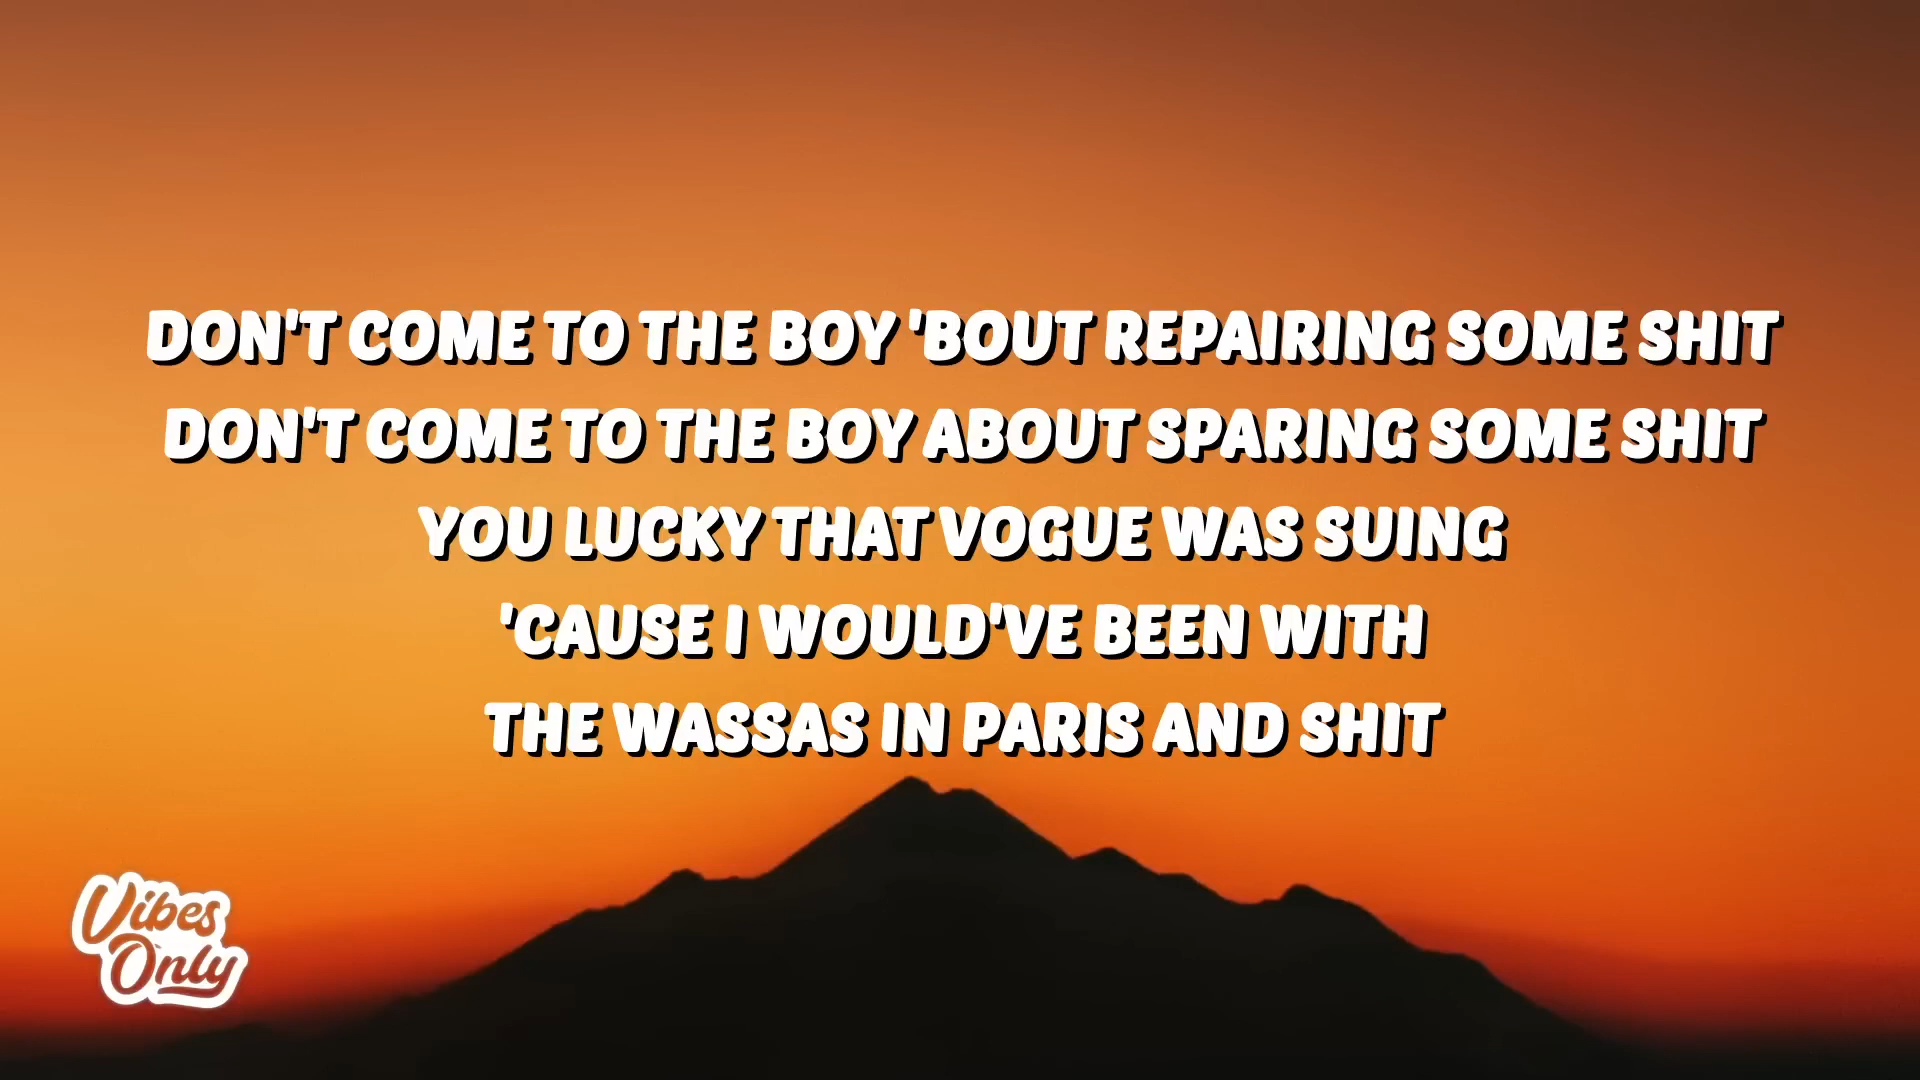 DON'T COME TO THE BOY 'BOUT REPAIRING SOME SHIT
DON'T COME TO THE BOY ABOUT SPARING SOME SHIT
YOU LUCKY THAT VOGUE WAS SUING
'CAUSE I WOULD'VE BEEN WITH
THE WASSAS IN PARIS AND SHIT
Vibes
Only